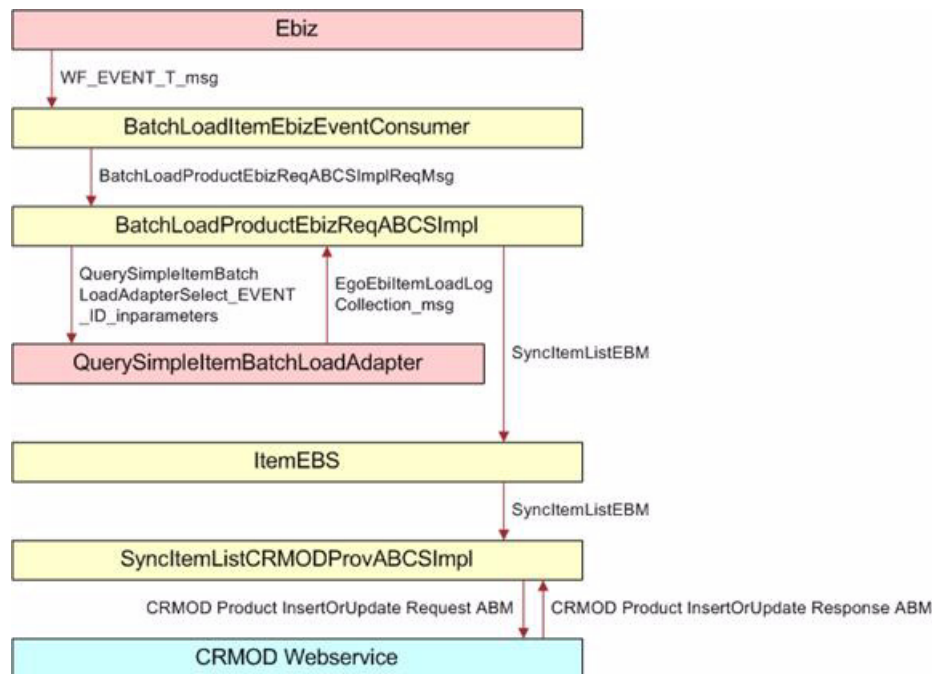 Ebiz
WF_EVENT_T_msg
BatchLoadItemEbizEventConsumer
BatchLoadProductEbizReqABCSImplReqMsg
BatchLoadProductEbizReqABCSImpl
QuerySimpleItemBatch
LoadAdapterSelect_EVENT
_ID_inparameters
EgoEbiItemLoadLog
Collection_msg
SyncItemListEBM
QuerySimpleItemBatchLoadAdapter
ItemEBS
SyncItemListEBM
SyncItemListCRMODProvABCSImpl
CRMOD Product InsertOrUpdate Request ABM
CRMOD Product InsertOrUpdate Response ABM
CRMOD Webservice